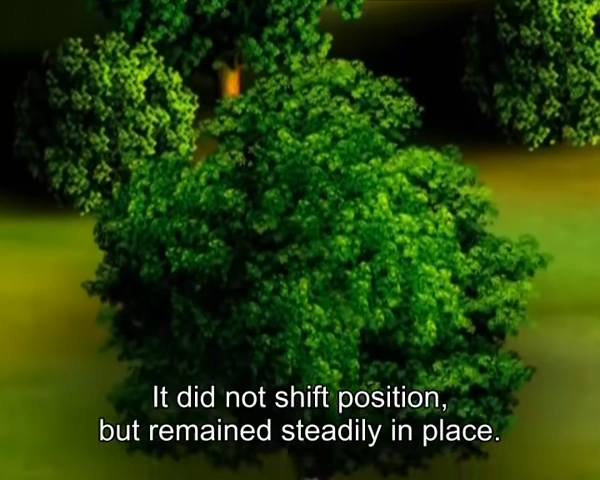 It did not shift position,
but remained steadily in place.